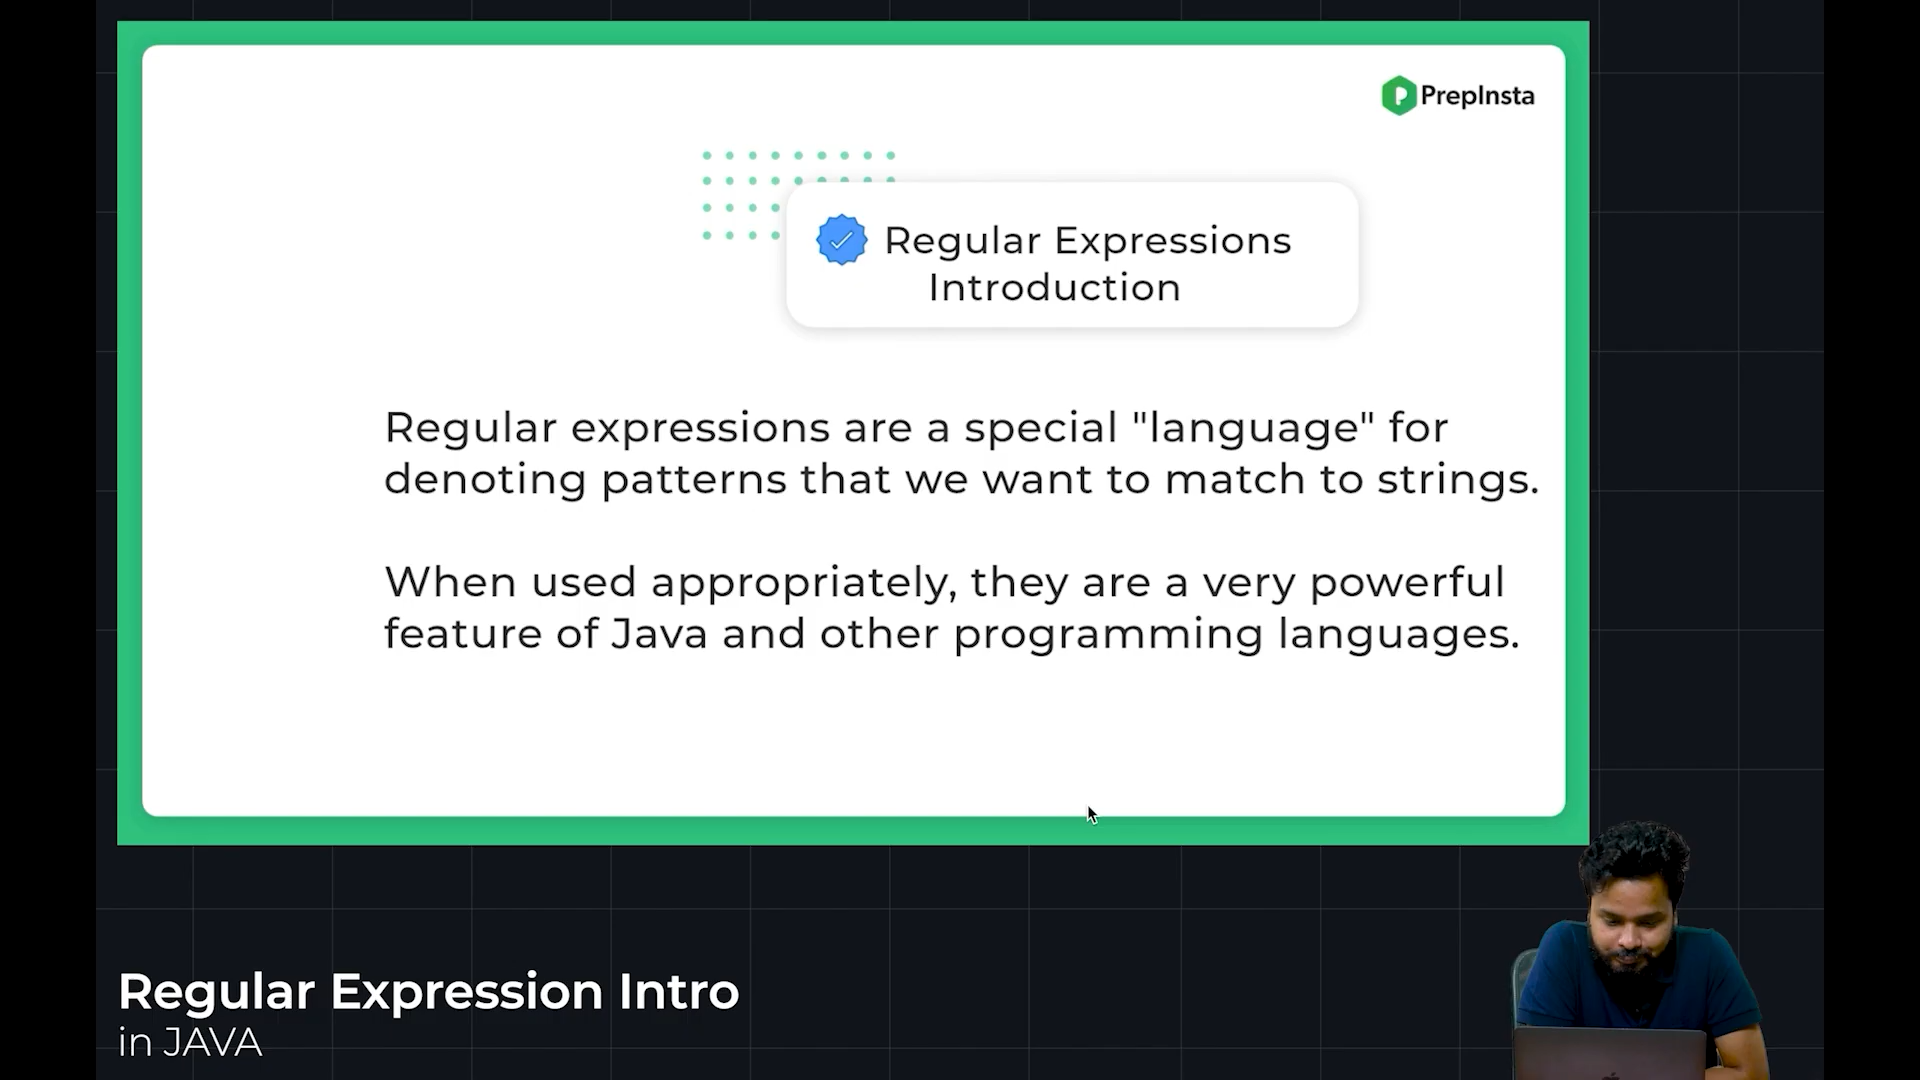 PrepInsta
Regular Expressions
Introduction
Regular expressions are a special "language" for
denoting patterns that we want to match to strings.
When used appropriately, they are a very powerful
feature of Java and other programming languages.
Regular Expression Intro
in JAVA